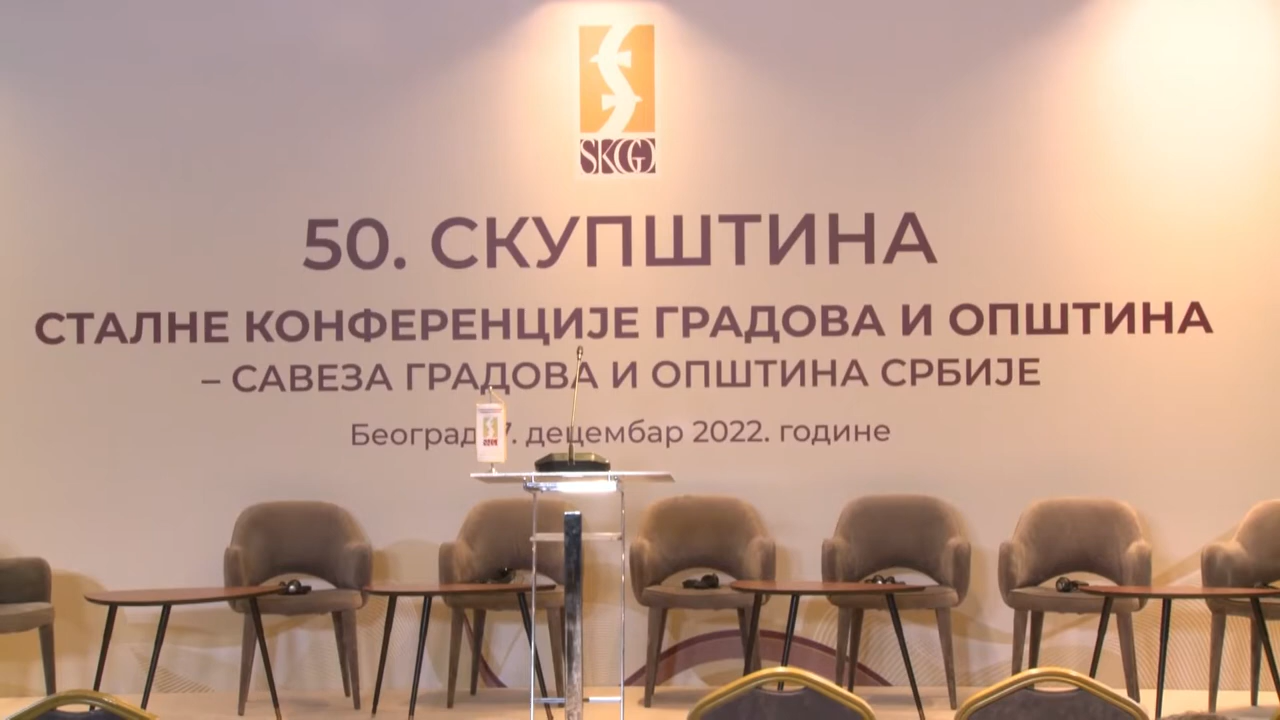 SKGO
50. СКУПШТИНА
СТАЛНЕ КОНФЕРЕНЦИЈЕ ГРАДОВА И ОПШТИНА
– САВЕЗА ГРАДОВА И ОПШТИНА СРБИЈЕ
Београд 7. децембар 2022. године